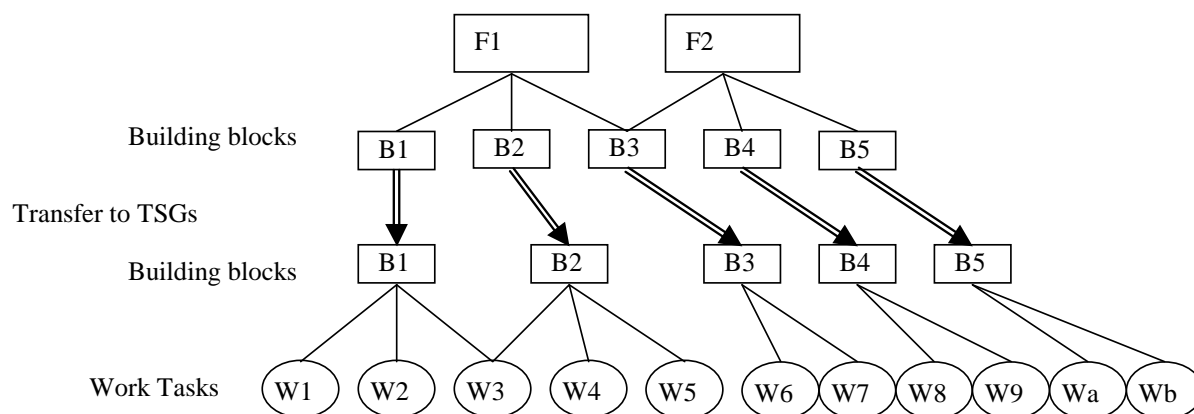 F1 F2
Building blocks B1 B2 B3 B4 B5
Transfer to TSGs
Building blocks B1 B2 B3 B4 B5
Work Tasks W1 W2 W3 W4 W5 W6 W7 W8 W9 Wa Wb